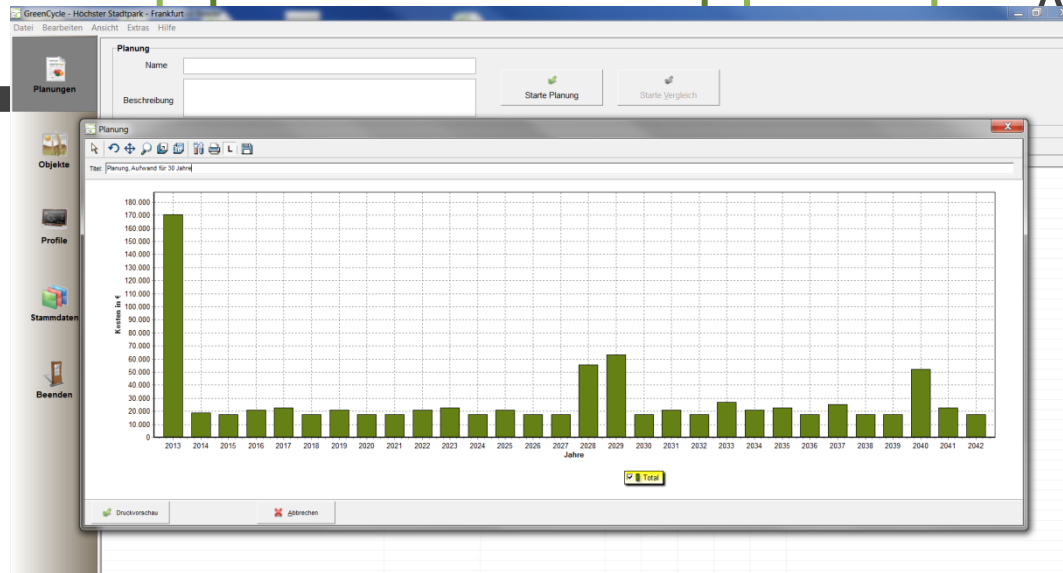 GreenCycle - Höchster Stadtpark - Frankfurt
Datei Bearbeiten Ansicht Extras Hilfe
Planungen
Objekte
Profile
Stammdaten
Beenden
Planung
Name
Beschreibung
Starte Planung
Starte Vergleich
Planung
Titel: Planung, Aufwand für 30 Jahre
Kosten in €
180.000
170.000
160.000
150.000
140.000
130.000
120.000
110.000
100.000
90.000
80.000
70.000
60.000
50.000
40.000
30.000
20.000
10.000
0
2013 2014 2015 2016 2017 2018 2019 2020 2021 2022 2023 2024 2025 2026 2027 2028 2029 2030 2031 2032 2033 2034 2035 2036 2037 2038 2039 2040 2041 2042
Jahre
Total
Druckvorschau
Abbrechen